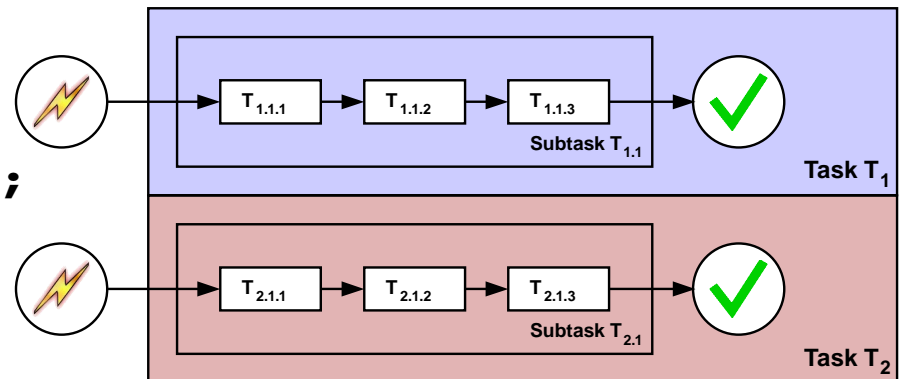 T1.1.1 T1.1.2 T1.1.3
Subtask T1.1
Task T1
;
T2.1.1 T2.1.2 T2.1.3
Subtask T2.1
Task T2